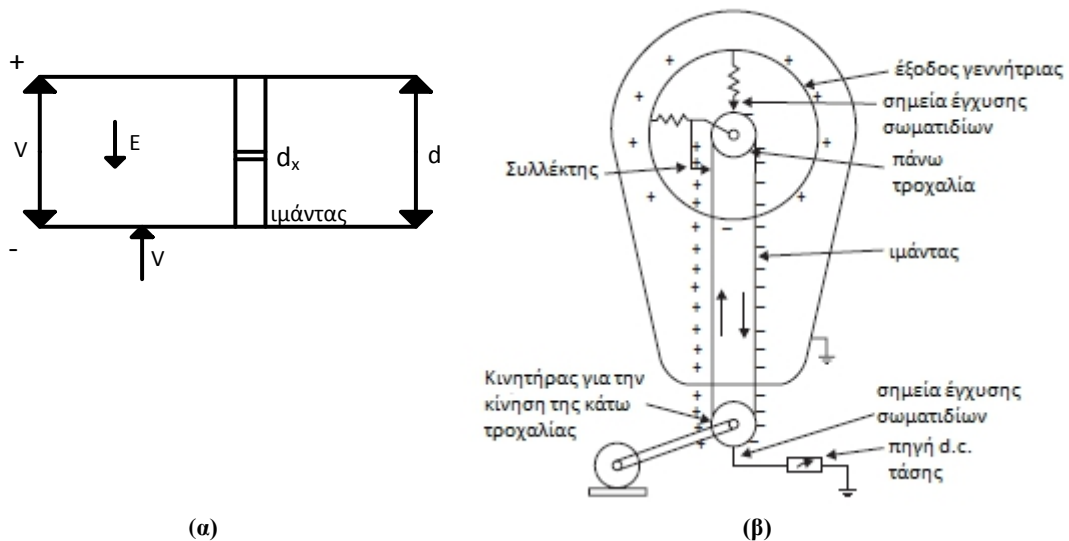 +
V
E
dx
d
ιμάντας
-
V
(α)
έξοδος γεννήτριας
σημεία έγχυσης
σωματιδίων
Συλλέκτης
πάνω
τροχαλία
ιμάντας
Κινητήρας για την
κίνηση της κάτω
τροχαλίας
σημεία έγχυσης
σωματιδίων
πηγή d.c.
τάσης
(β)